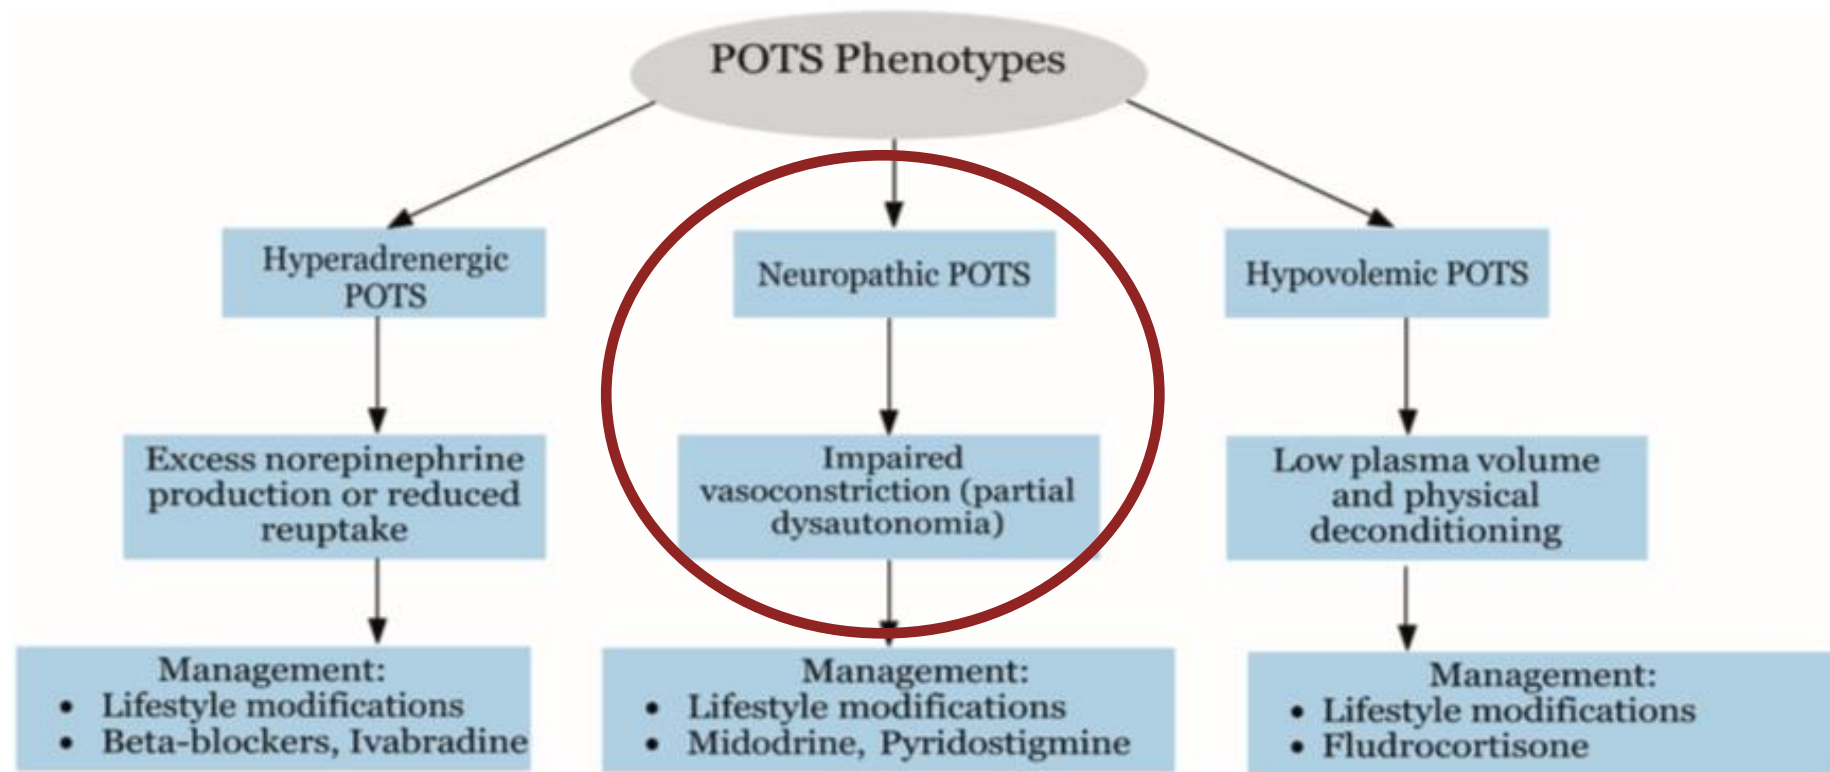 POTS Phenotypes
Hyperadrenergic
POTS
Neuropathic POTS
Hypovolemic POTS
Excess norepinephrine
production or reduced
reuptake
Impaired
vasoconstriction (partial
dysautonomia)
Low plasma volume
and physical
deconditioning
Management:
• Lifestyle modifications
• Beta-blockers, Ivabradine
Management:
• Lifestyle modifications
• Midodrine, Pyridostigmine
Management:
• Lifestyle modifications
• Fludrocortisone